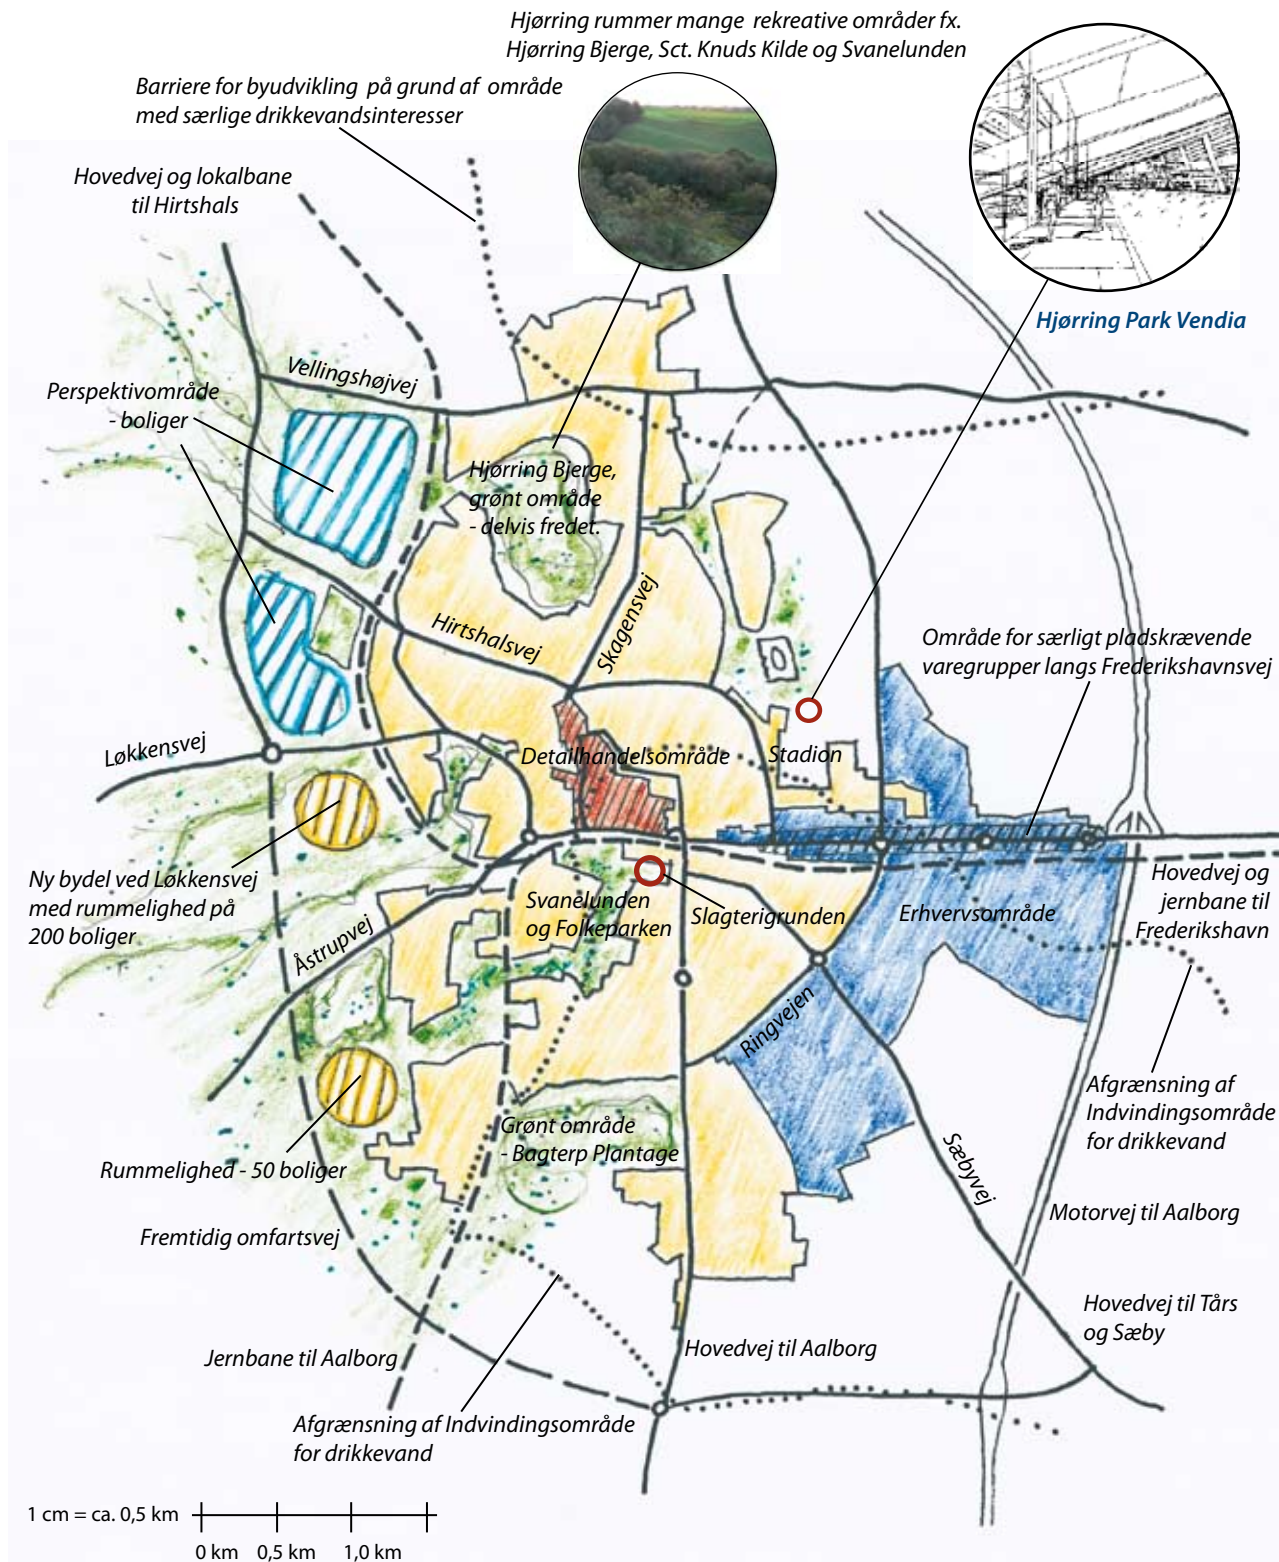 Hjørring rummer mange rekreative områder fx.
Hjørring Bjerge, Sct. Knuds Kilde og Svanelunden
Barriere for byudvikling på grund af område
med særlige drikkevandsinteresser
Hovedvej og lokalbane
til Hirtshals
Hjørring Park Vendia
Vellingshøjvej
Perspektivområde
- boliger
Hjørring Bjerge,
grønt område
- delvis fredet.
Skagensvej
Hirtshalsvej
Område for særligt pladskrævende
varegrupper langs Frederikshavnsvej
Løkkensvej
Detailhandelsområde
Stadion
Ny bydel ved Løkkensvej
med rummelighed på
200 boliger
Svanelunden
og Folkeparken
Slagterigrunden
Erhvervsområde
Hovedvej og
jernbane til
Frederikshavn
Åstrupvej
Ringvejen
Afgrænsning af
Indvindingsområde
for drikkevand
Grønt område
- Bagterp Plantage
Rummelighed - 50 boliger
Sæbyvej
Motorvej til Aalborg
Fremtidig omfartsvej
Hovedvej til Tårs
og Sæby
Jernbane til Aalborg
Hovedvej til Aalborg
Afgrænsning af Indvindingsområde
for drikkevand
1 cm = ca. 0,5 km
0 km 0,5 km 1,0 km